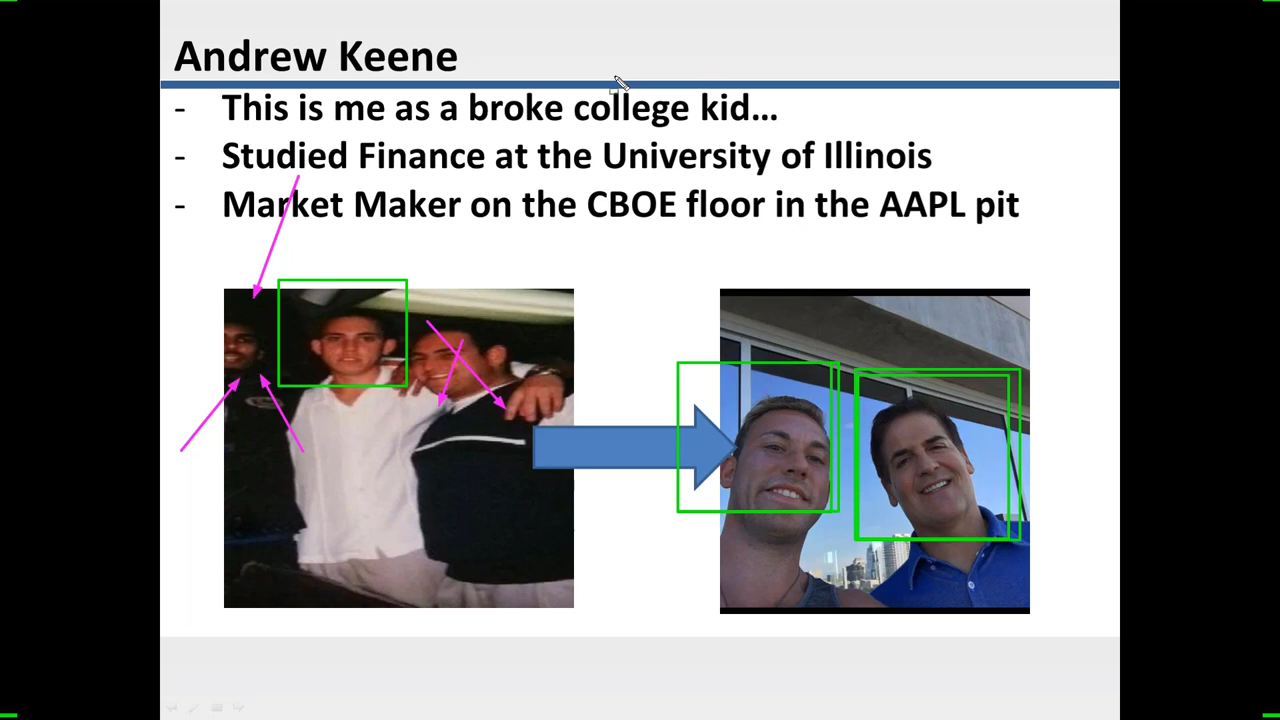 Andrew Keene
- This is me as a broke college kid…
- Studied Finance at the University of Illinois
- Market Maker on the CBOE floor in the AAPL pit